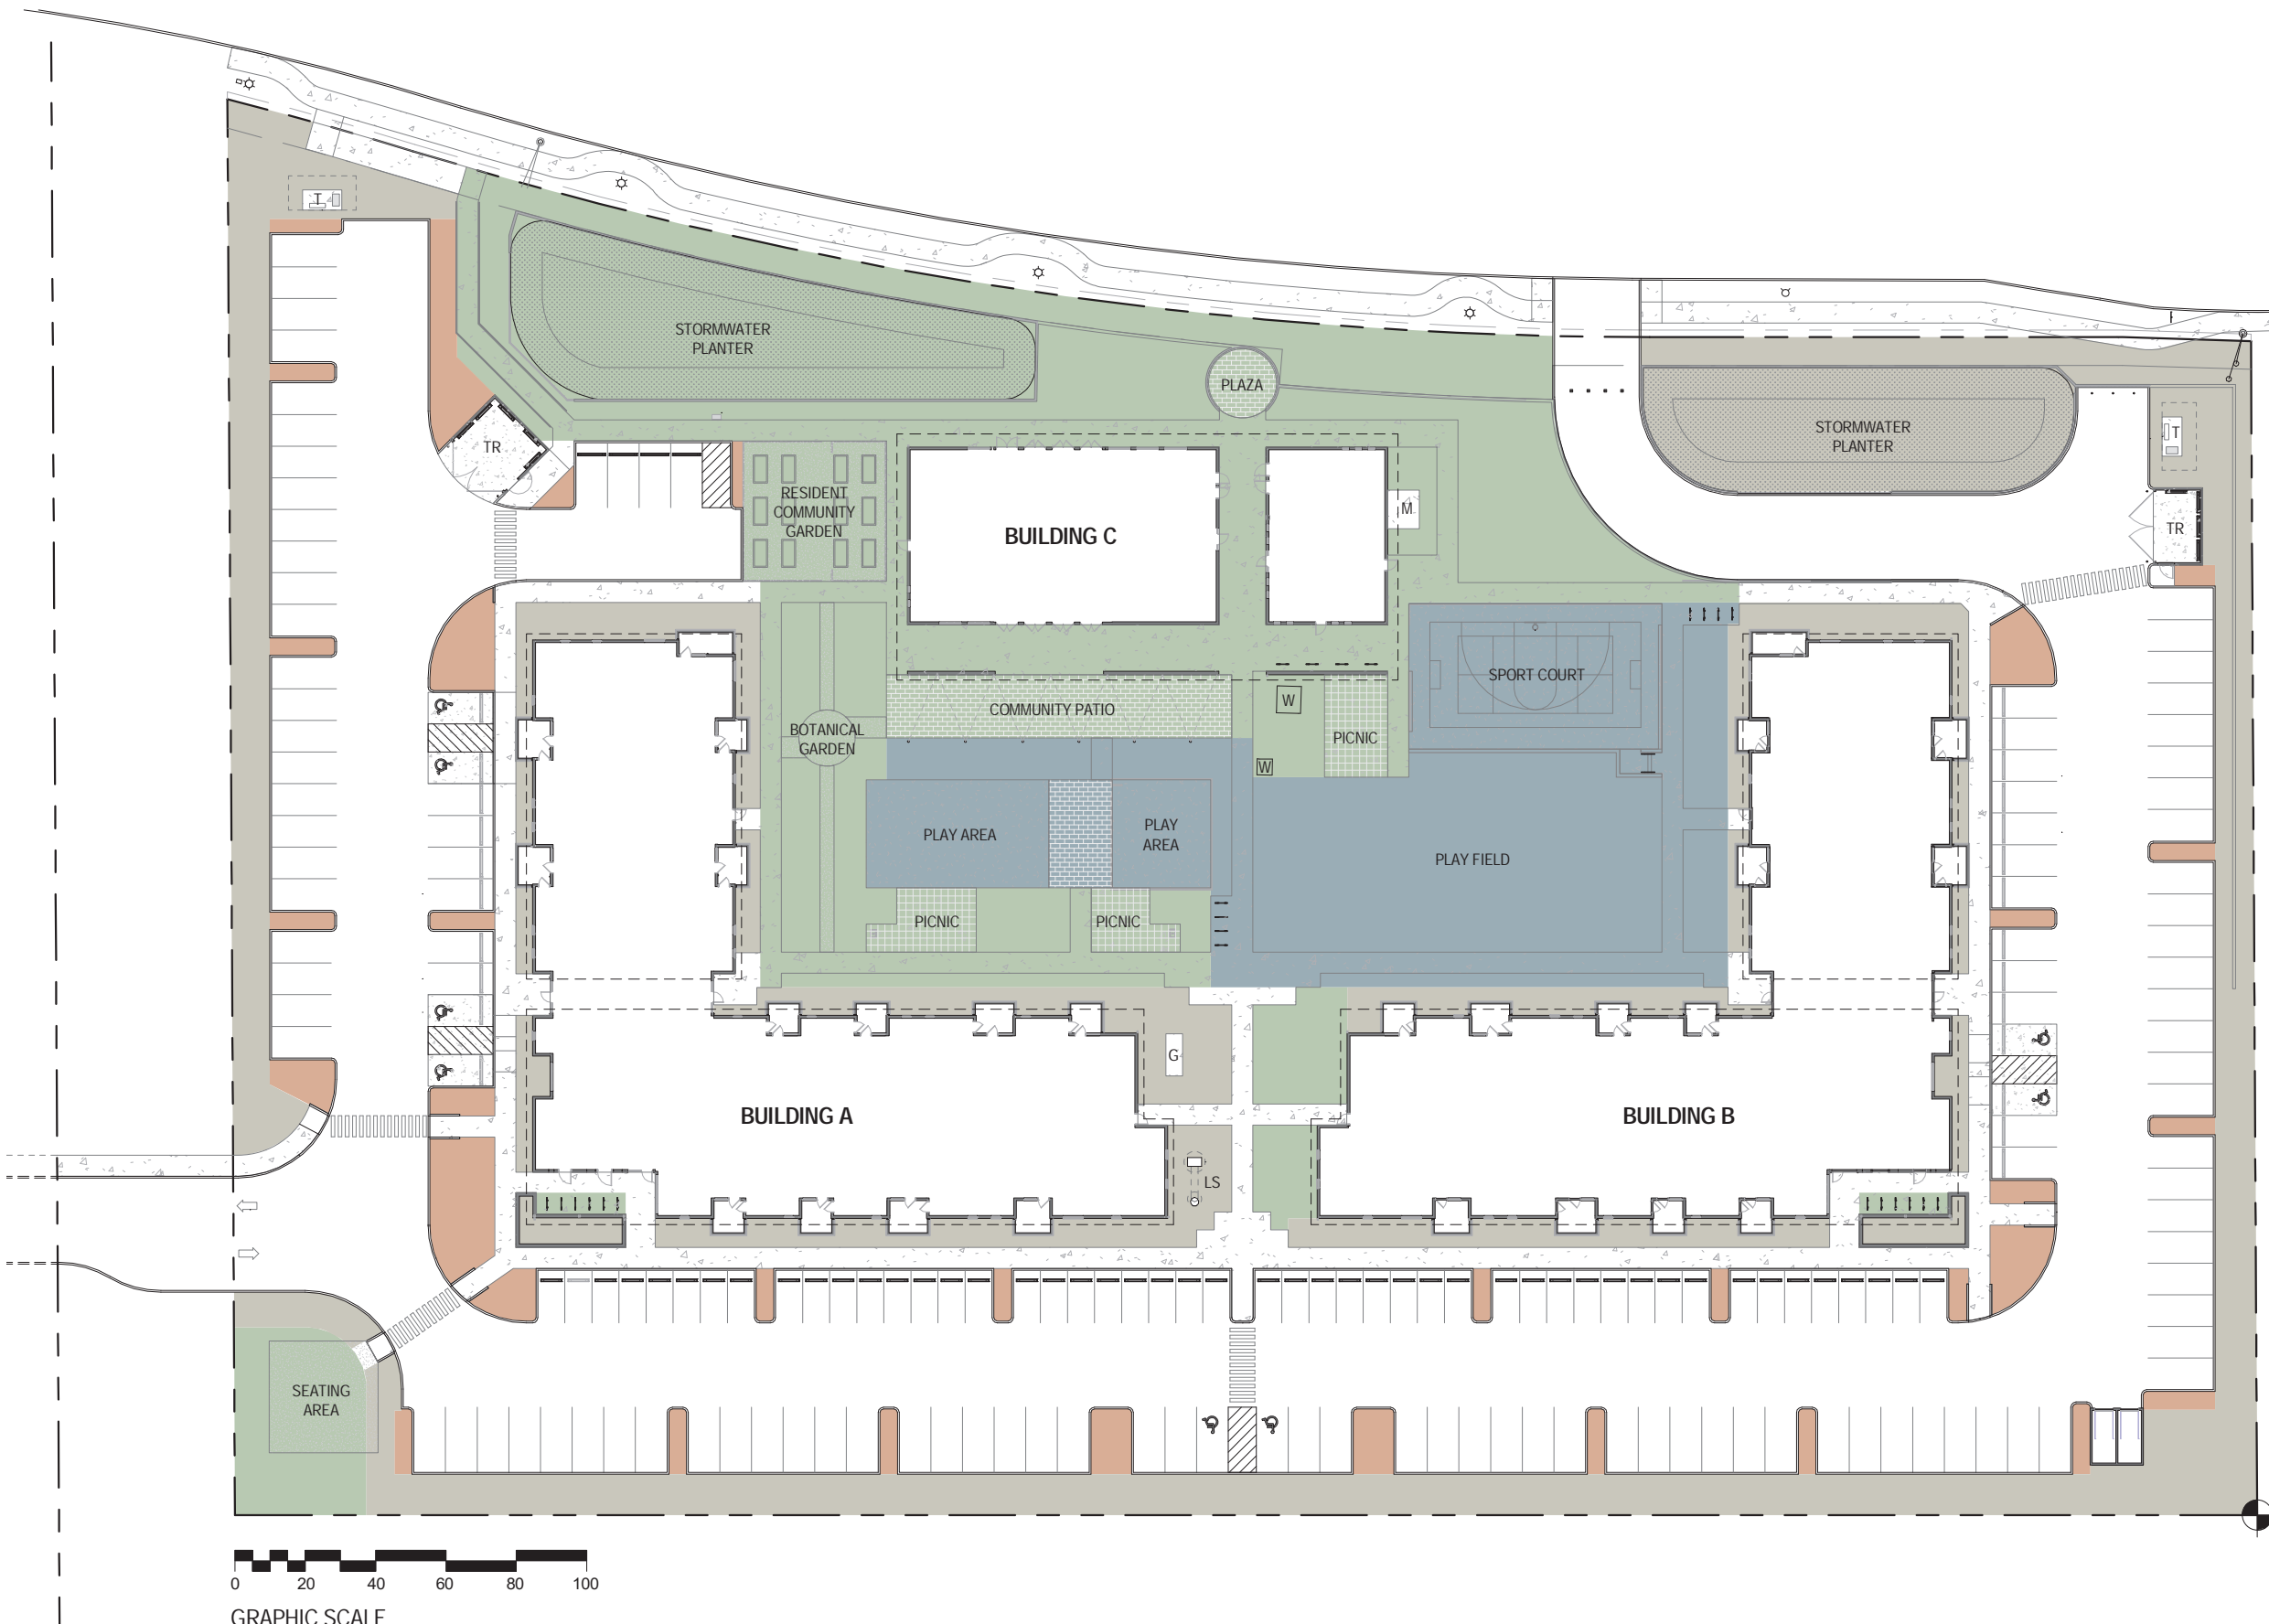 T
STORMWATER
PLANTER
PLAZA
STORMWATER
PLANTER
T
TR
TR
RESIDENT
COMMUNITY
GARDEN
BUILDING C
M
SPORT COURT
W
COMMUNITY PATIO
BOTANICAL
GARDEN
PICNIC
W
PLAY AREA
PLAY
AREA
PLAY FIELD
PICNIC
PICNIC
G
BUILDING A
BUILDING B
LS
SEATING
AREA
0 20 40 60 80 100
GRAPHIC SCALE